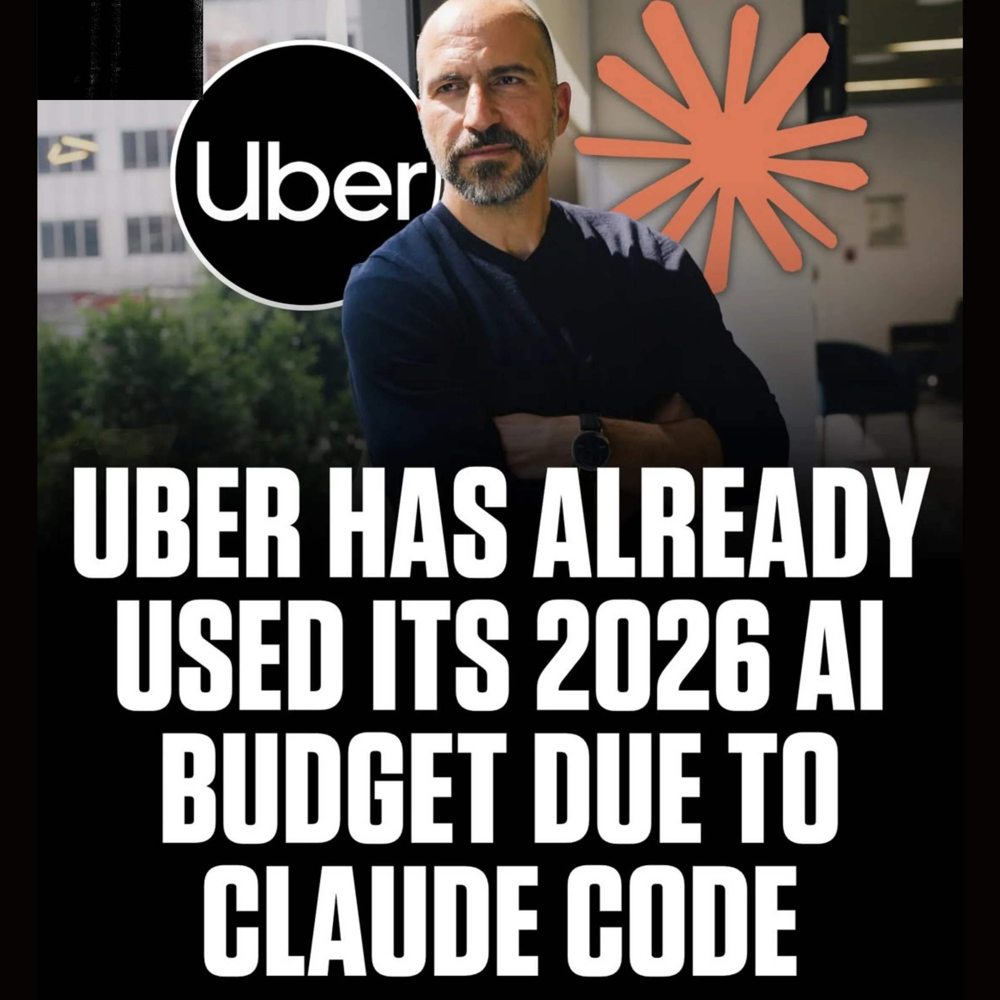 Uber
UBER HAS ALREADY
USED ITS 2026 AI
BUDGET DUE TO
CLAUDE CODE